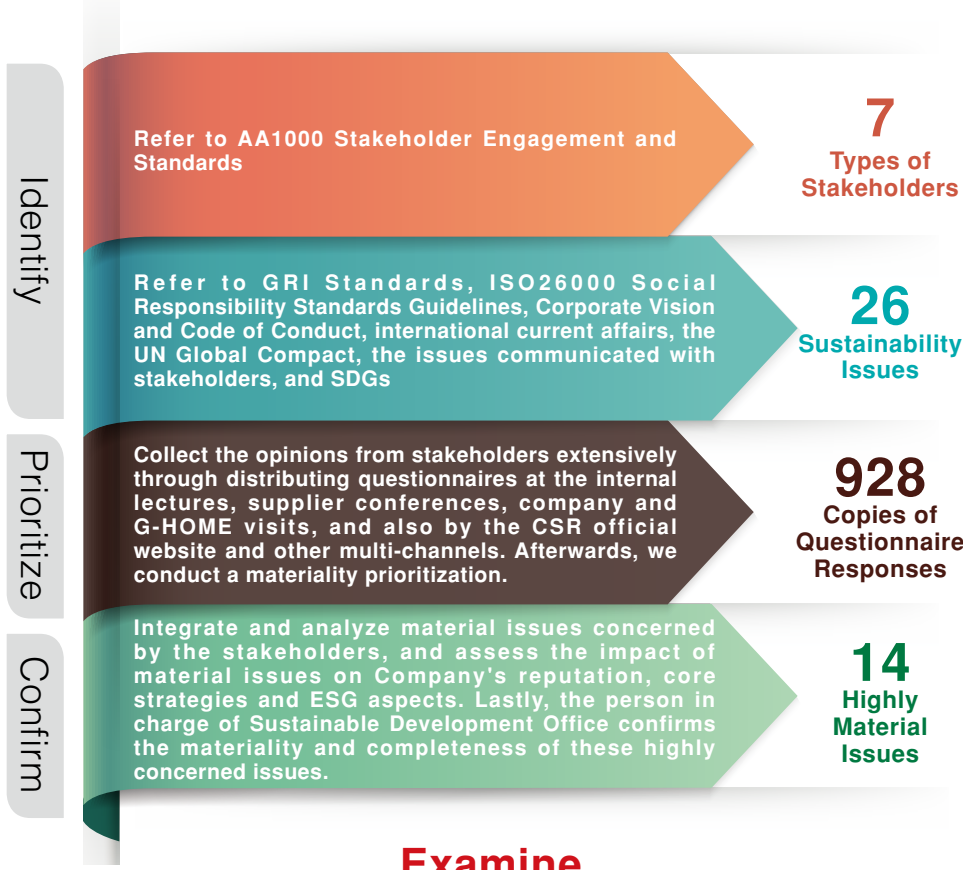 Identify
Refer to AA1000 Stakeholder Engagement and
Standards
7
Types of
Stakeholders
Refer to GRI Standards, ISO26000 Social
Responsibility Standards Guidelines, Corporate Vision
and Code of Conduct, international current affairs, the
UN Global Compact, the issues communicated with
stakeholders, and SDGs
26
Sustainability
Issues
Prioritize
Collect the opinions from stakeholders extensively
through distributing questionnaires at the internal
lectures, supplier conferences, company and
G-HOME visits, and also by the CSR official
website and other multi-channels. Afterwards, we
conduct a materiality prioritization.
928
Copies of
Questionnaire
Responses
Confirm
Integrate and analyze material issues concerned
by the stakeholders, and assess the impact of
material issues on Company's reputation, core
strategies and ESG aspects. Lastly, the person in
charge of Sustainable Development Office confirms
the materiality and completeness of these highly
concerned issues.
14
Highly
Material
Issues
Examine